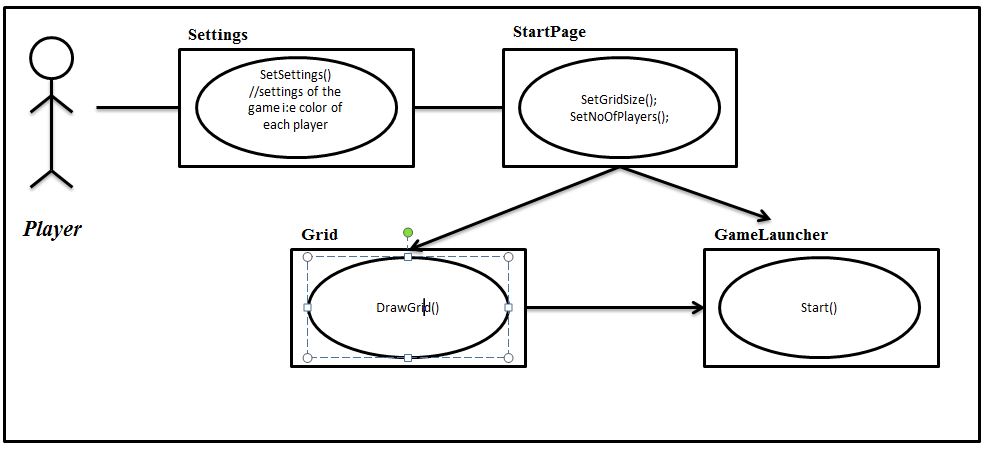 Settings
StartPage
SetSettings()
//settings of the
game i:e color of
each player
SetGridSize();
SetNoOfPlayers();
Player
Grid
GameLauncher
DrawGrid()
Start()